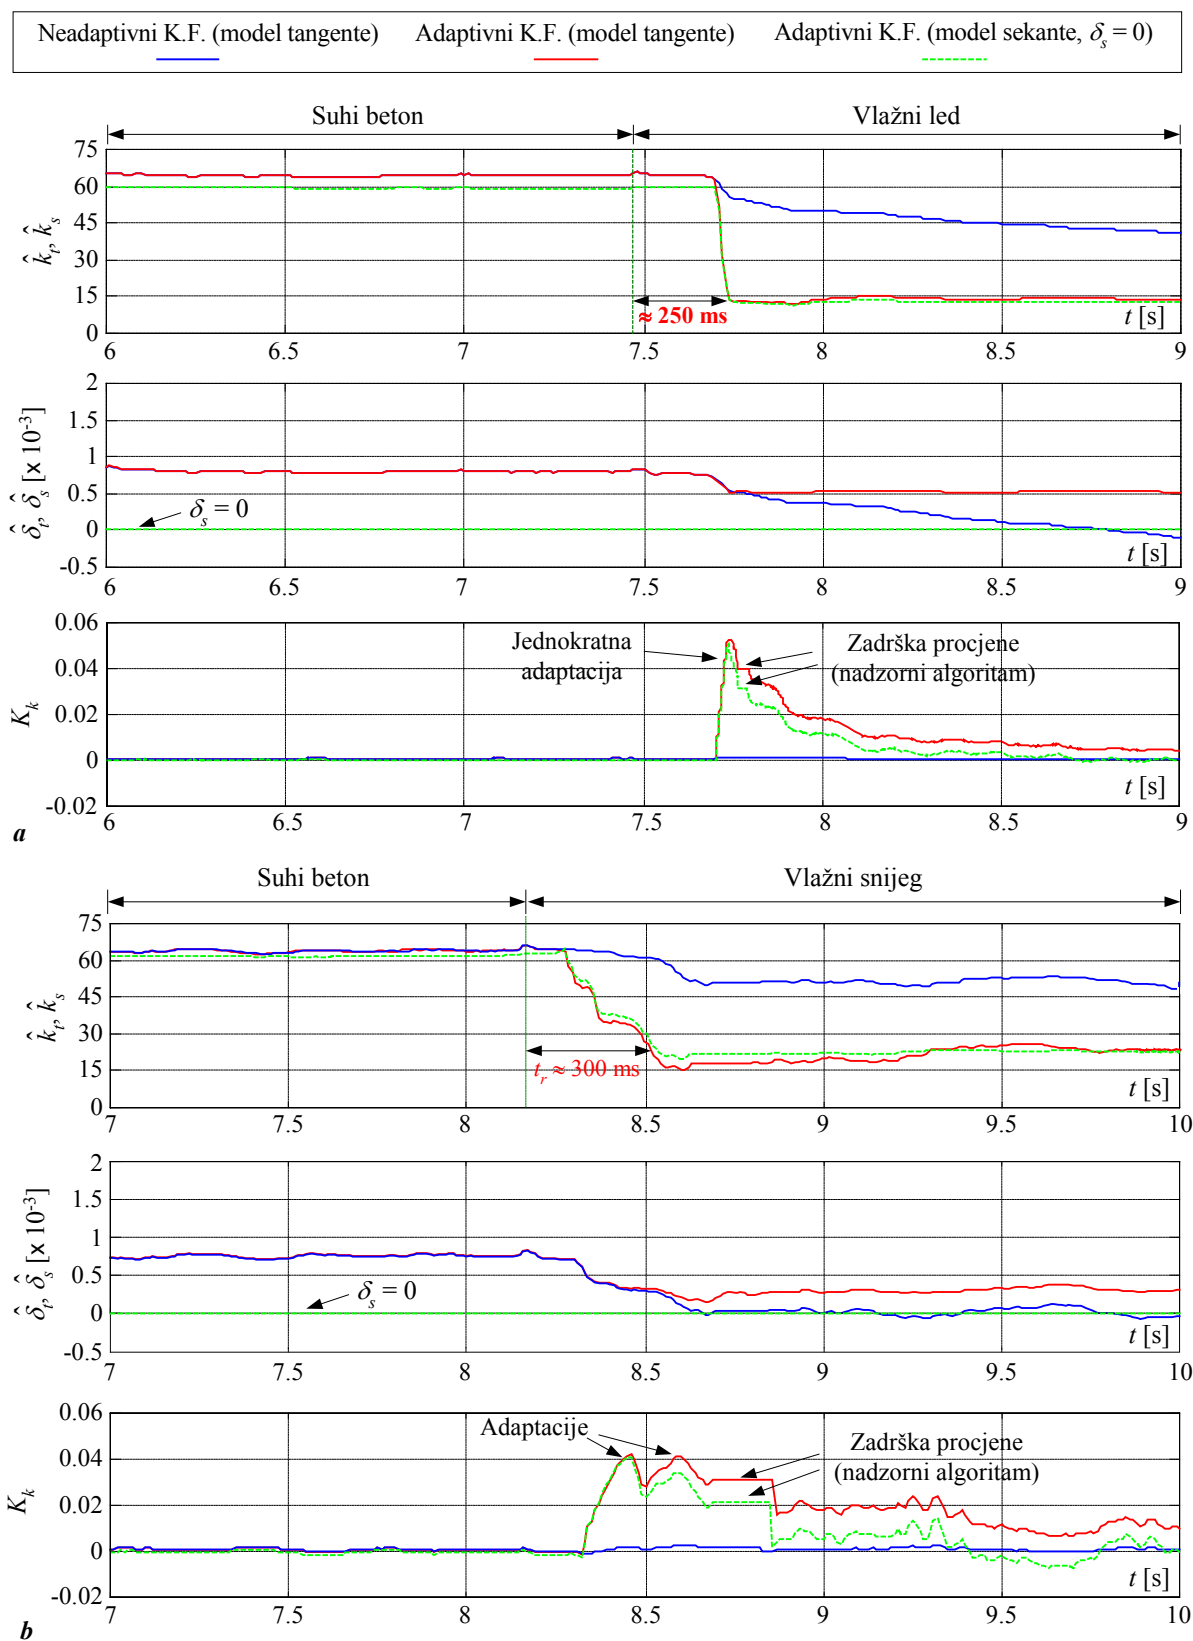 Neadaptivni K.F. (model tangente) Adaptivni K.F. (model tangente) Adaptivni K.F. (model sekante, δs = 0)
Suhi beton Vlažni led
75
60
45
30
15
0
k̂t, k̂s
≈ 250 ms
t [s]
6 6.5 7 7.5 8 8.5 9
2
1.5
1
0.5
0
-0.5
δ̂t, δ̂s [x 10-3]
δs = 0
t [s]
6 6.5 7 7.5 8 8.5 9
0.06
0.04
0.02
0
-0.02
Kk
Jednokratna
adaptacija
Zadrška procjene
(nadzorni algoritam)
t [s]
6 6.5 7 7.5 8 8.5 9
a
Suhi beton Vlažni snijeg
75
60
45
30
15
0
k̂t, k̂s
tr ≈ 300 ms
t [s]
7 7.5 8 8.5 9 9.5 10
2
1.5
1
0.5
0
-0.5
δ̂t, δ̂s [x 10-3]
δs = 0
t [s]
7 7.5 8 8.5 9 9.5 10
0.06
0.04
0.02
0
-0.02
Kk
Adaptacije
Zadrška procjene
(nadzorni algoritam)
t [s]
7 7.5 8 8.5 9 9.5 10
b